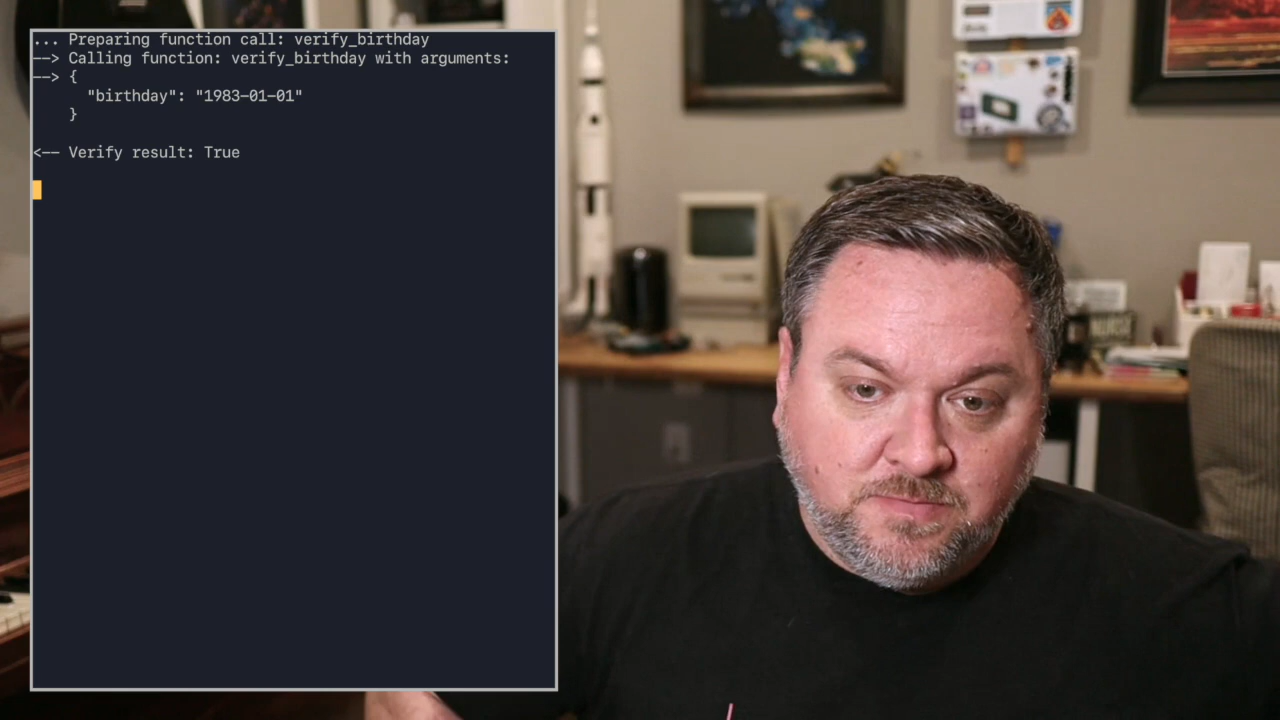 ... Preparing function call: verify_birthday
--> Calling function: verify_birthday with arguments:
--> {
"birthday": "1983-01-01"
}
<-- Verify result: True